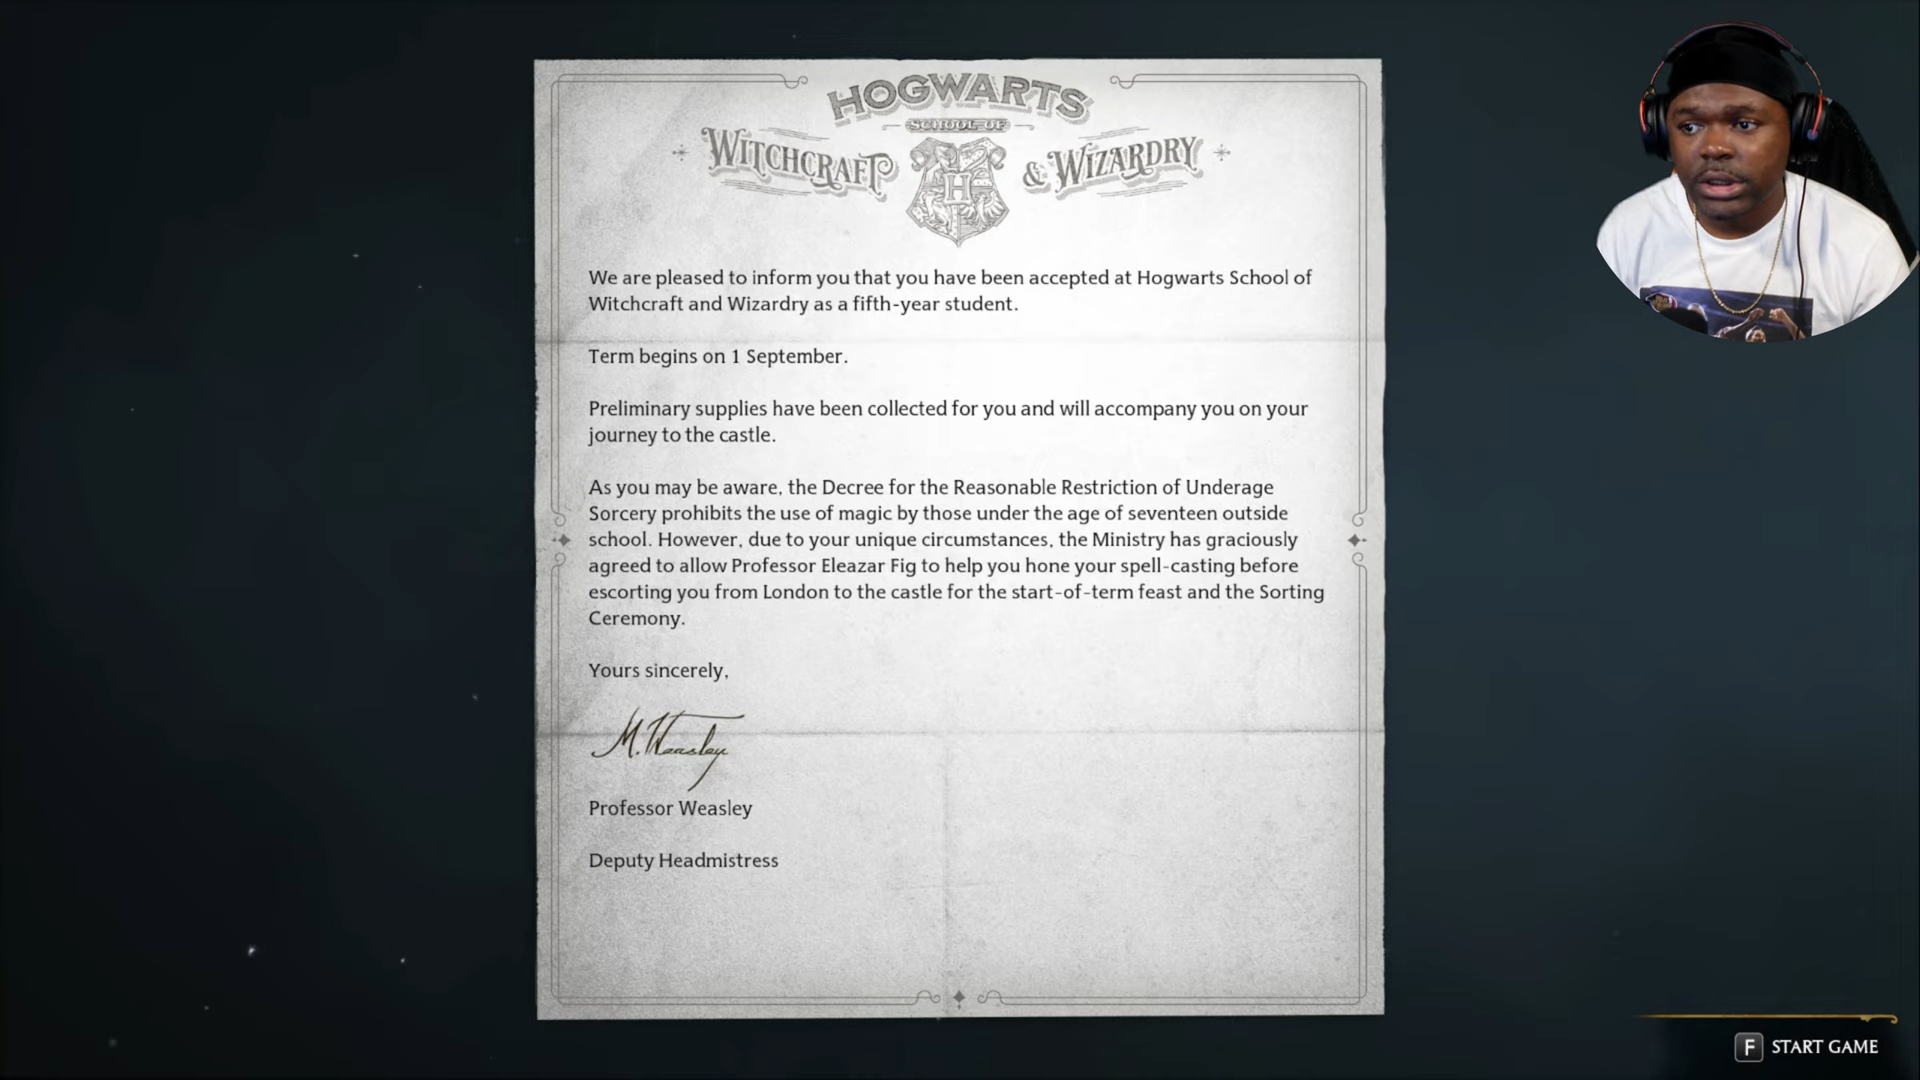 HOGWARTS
SCHOOL OF
WITCHCRAFT & WIZARDRY
H
We are pleased to inform you that you have been accepted at Hogwarts School of
Witchcraft and Wizardry as a fifth-year student.
Term begins on 1 September.
Preliminary supplies have been collected for you and will accompany you on your
journey to the castle.
As you may be aware, the Decree for the Reasonable Restriction of Underage
Sorcery prohibits the use of magic by those under the age of seventeen outside
school. However, due to your unique circumstances, the Ministry has graciously
agreed to allow Professor Eleazar Fig to help you hone your spell-casting before
escorting you from London to the castle for the start-of-term feast and the Sorting
Ceremony.
Yours sincerely,
M. Weasley
Professor Weasley
Deputy Headmistress
F START GAME